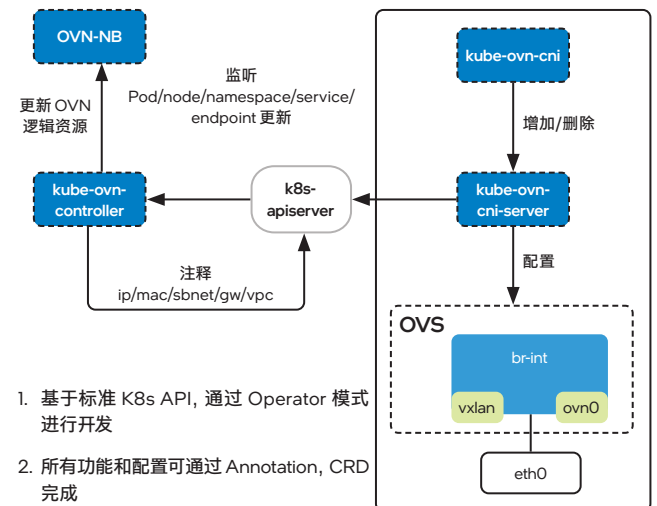 OVN-NB
kube-ovn-cni
监听
Pod/node/namespace/service/
endpoint 更新
更新 OVN
逻辑资源
增加/删除
kube-ovn-
controller
k8s-
apiserver
kube-ovn-
cni-server
注释
ip/mac/sbnet/gw/vpc
配置
OVS
br-int
vxlan
ovn0
eth0
1. 基于标准 K8s API, 通过 Operator 模式
进行开发
2. 所有功能和配置可通过 Annotation, CRD
完成